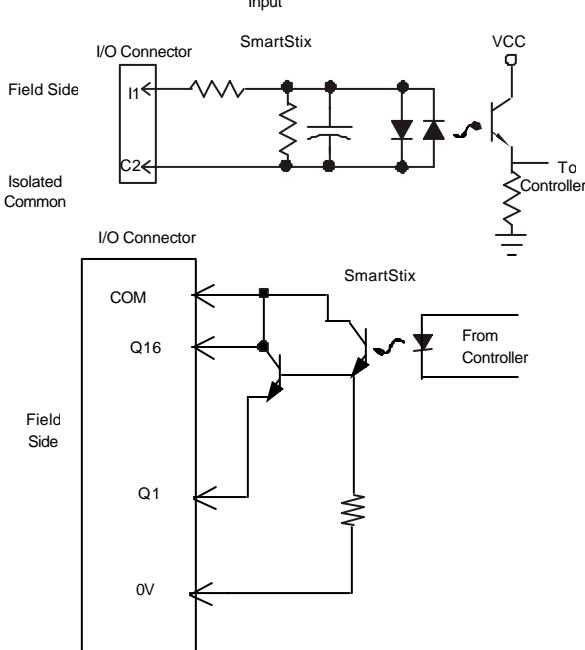 Input
SmartStix
VCC
I/O Connector
Field Side
I1
C2
Isolated
Common
To
Controller
I/O Connector
SmartStix
COM
Q16
From
Controller
Field
Side
Q1
0V